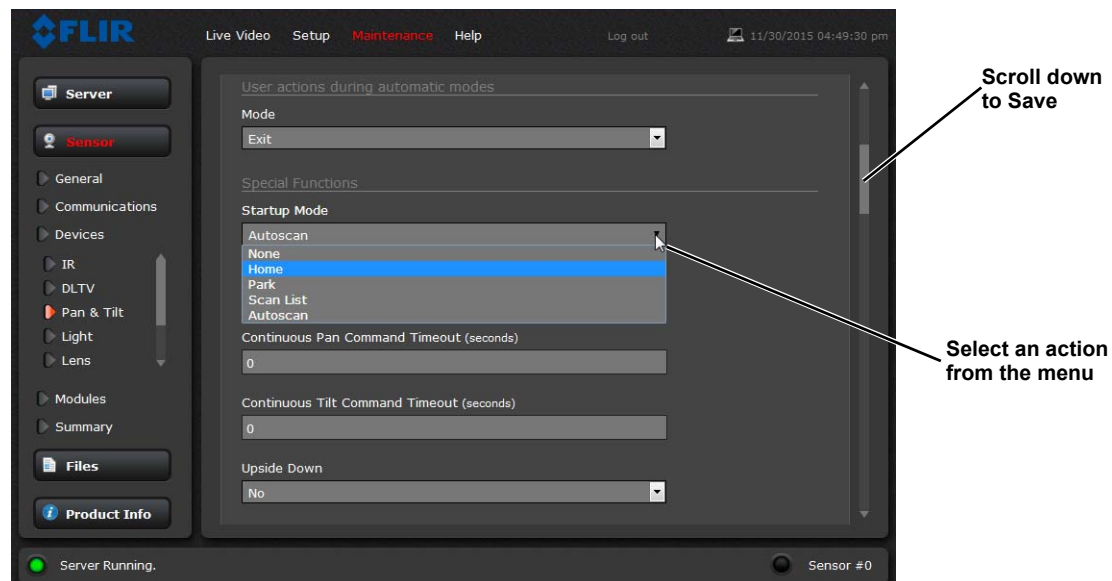 FLIR
Live Video Setup Maintenance Help Log out 11/30/2015 04:49:30 pm
Server
Sensor
General
Communications
Devices
IR
DLTV
Pan & Tilt
Light
Lens
Modules
Summary
Files
Product Info
User actions during automatic modes
Mode
Exit
Special Functions
Startup Mode
Autoscan
None
Home
Park
Scan List
Autoscan
Continuous Pan Command Timeout (seconds)
0
Continuous Tilt Command Timeout (seconds)
0
Upside Down
No
Server Running. Sensor #0
Scroll down
to Save
Select an action
from the menu